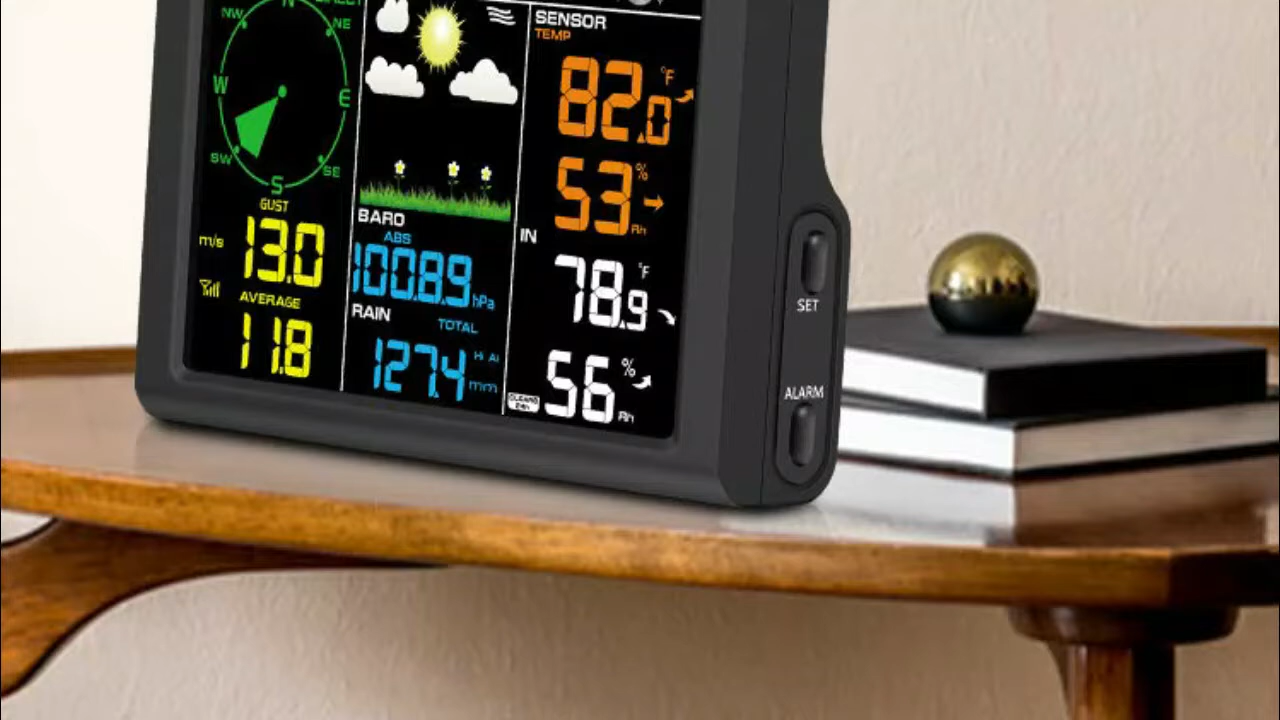 N
NW
NE
W
E
SW
SE
S
GUST
m/s
13.0
AVERAGE
11.8
BARO
ABS
1008.9 hPa
RAIN
TOTAL
127.4 mm
SENSOR
TEMP
82.0 °F
53 % Rh
IN
78.9 °F
56 % Rh
SET
ALARM